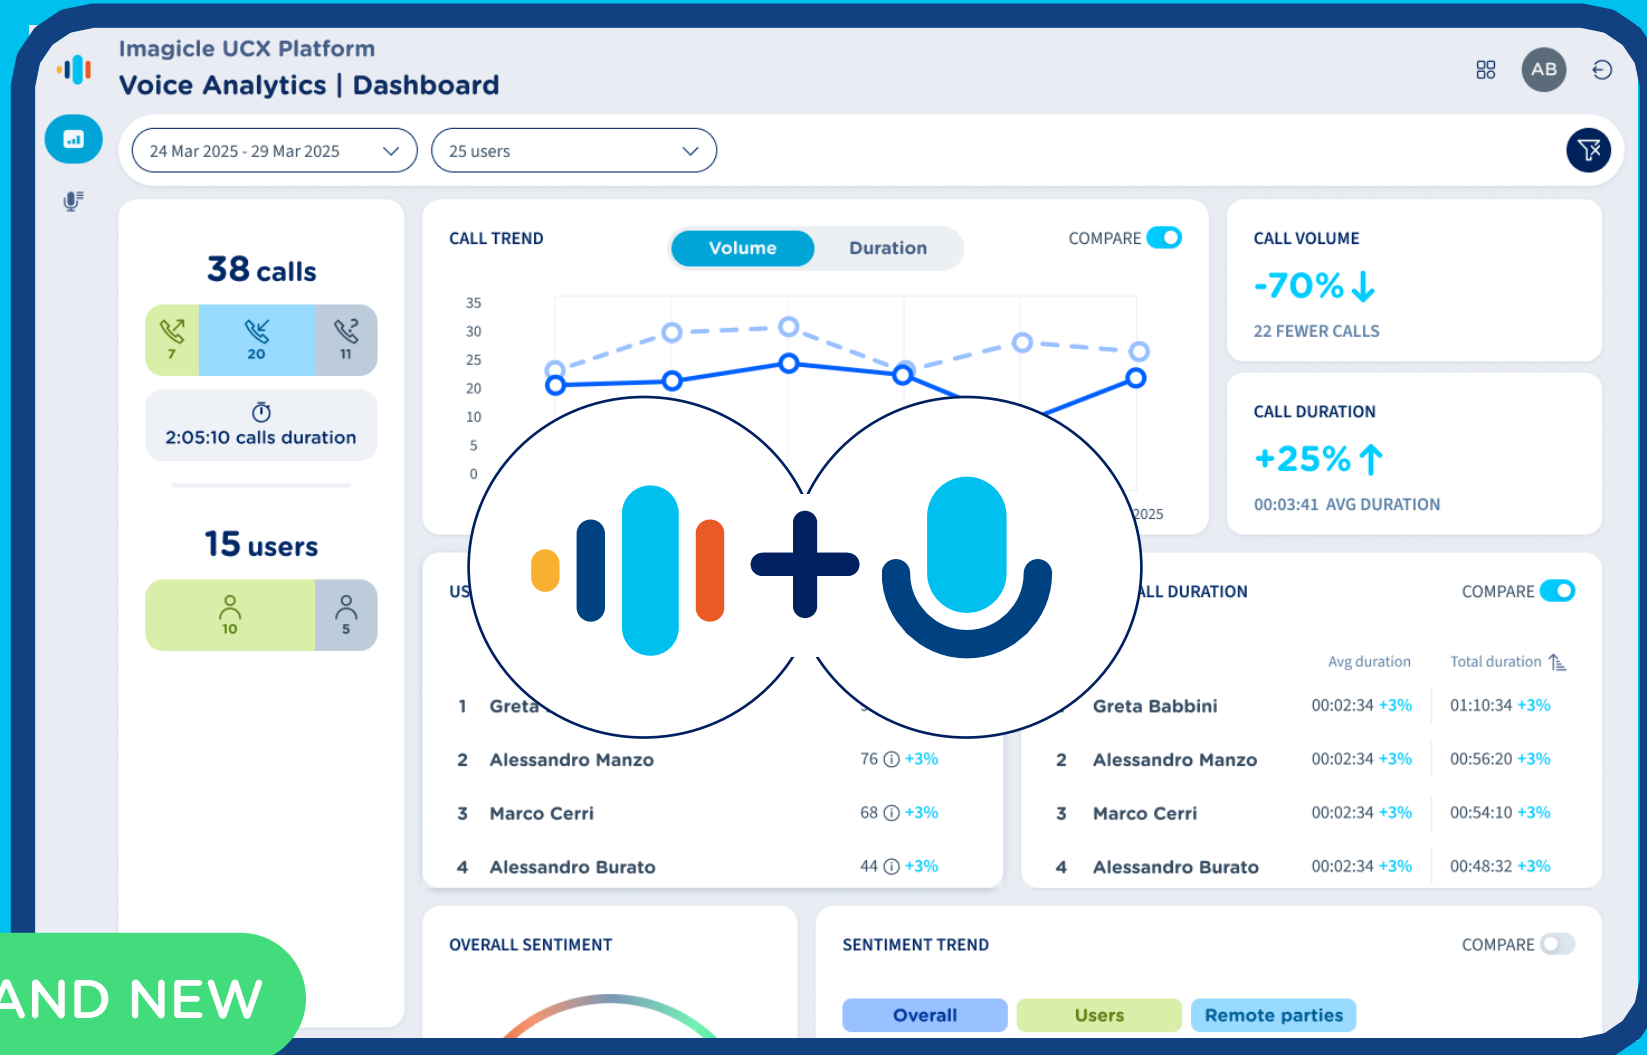 Imagicle UCX Platform
Voice Analytics | Dashboard
AB
24 Mar 2025 - 29 Mar 2025
25 users
38 calls
7
20
11
2:05:10 calls duration
15 users
10
5
CALL TREND
Volume
Duration
COMPARE
35
30
25
20
10
5
0
2025
CALL VOLUME
-70%
22 FEWER CALLS
CALL DURATION
+25%
00:03:41 AVG DURATION
US
1 Greta
2 Alessandro Manzo 76 +3%
3 Marco Cerri 68 +3%
4 Alessandro Burato 44 +3%
ALL DURATION
COMPARE
Avg duration
Total duration
Greta Babbini 00:02:34 +3% 01:10:34 +3%
2 Alessandro Manzo 00:02:34 +3% 00:56:20 +3%
3 Marco Cerri 00:02:34 +3% 00:54:10 +3%
4 Alessandro Burato 00:02:34 +3% 00:48:32 +3%
OVERALL SENTIMENT
SENTIMENT TREND
COMPARE
Overall
Users
Remote parties
AND NEW